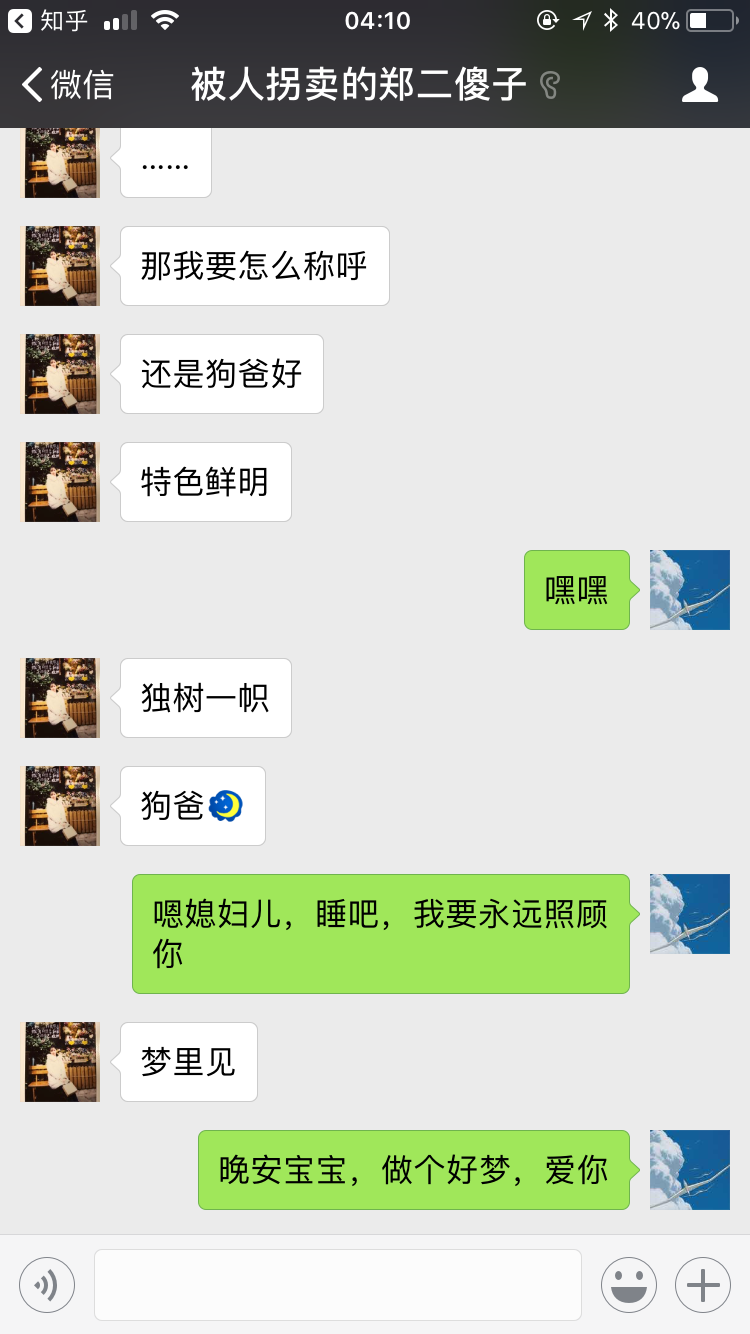 知乎 04:10 40%
微信 被人拐卖的郑二傻子
......
那我要怎么称呼
还是狗爸好
特色鲜明
嘿嘿
独树一帜
狗爸
嗯媳妇儿，睡吧，我要永远照顾
你
梦里见
晚安宝宝，做个好梦，爱你